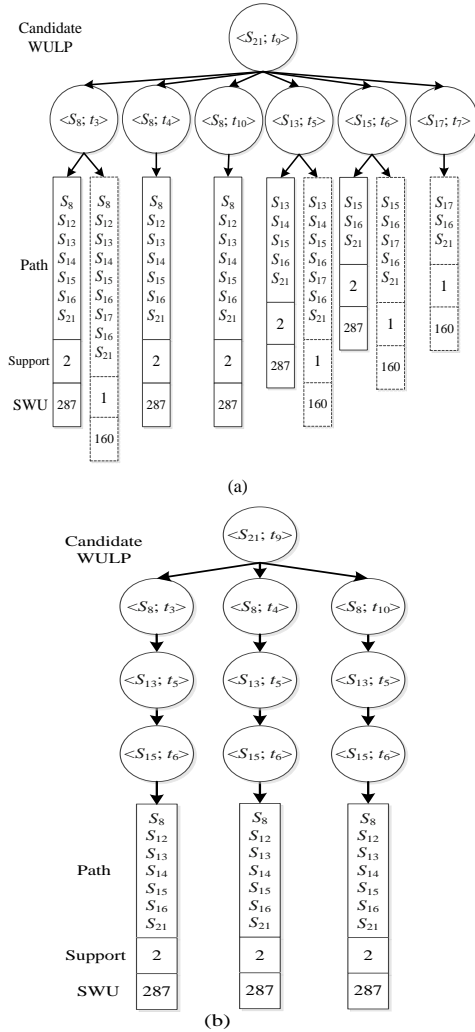 Candidate
WULP
<S21; t9>
<S8; t3>
<S8; t4>
<S8; t10>
<S13; t5>
<S15; t6>
<S17; t7>
Path
S8
S12
S13
S14
S15
S16
S21
S8
S12
S13
S14
S15
S16
S17
S16
S21
S8
S12
S13
S14
S15
S16
S21
S8
S12
S13
S14
S15
S16
S21
S13
S14
S15
S16
S21
S13
S14
S15
S16
S17
S16
S21
S15
S16
S21
S15
S16
S17
S16
S21
S17
S16
S21
Support
2
1
2
2
2
1
2
1
1
SWU
287
160
287
287
287
160
287
160
160
(a)
Candidate
WULP
<S21; t9>
<S8; t3>
<S8; t4>
<S8; t10>
<S13; t5>
<S13; t5>
<S13; t5>
<S15; t6>
<S15; t6>
<S15; t6>
Path
S8
S12
S13
S14
S15
S16
S21
S8
S12
S13
S14
S15
S16
S21
S8
S12
S13
S14
S15
S16
S21
Support
2
2
2
SWU
287
287
287
(b)